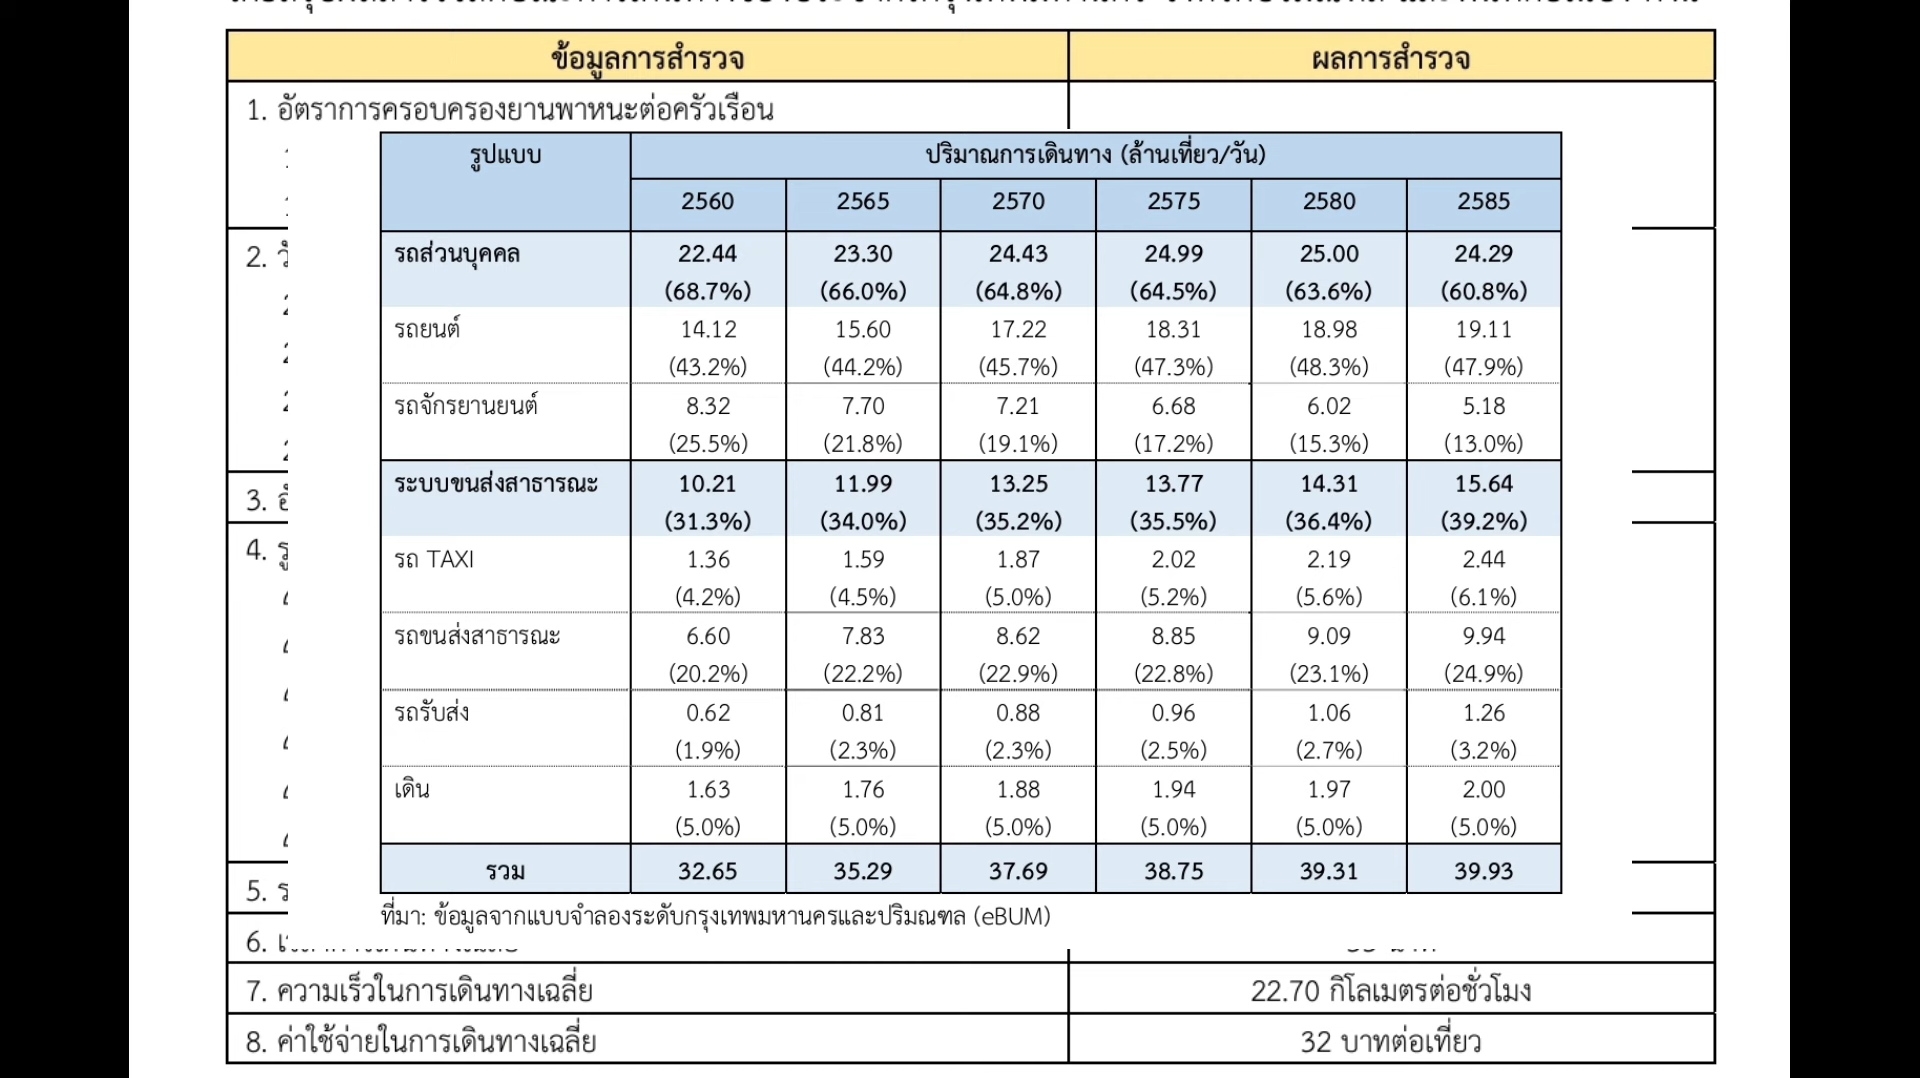 ข้อมูลการสำรวจ ผลการสำรวจ
1. อัตราการครอบครองยานพาหนะต่อครัวเรือน
รูปแบบ ปริมาณการเดินทาง (ล้านเที่ยว/วัน)
2560 2565 2570 2575 2580 2585
รถส่วนบุคคล 22.44 23.30 24.43 24.99 25.00 24.29
(68.7%) (66.0%) (64.8%) (64.5%) (63.6%) (60.8%)
รถยนต์ 14.12 15.60 17.22 18.31 18.98 19.11
(43.2%) (44.2%) (45.7%) (47.3%) (48.3%) (47.9%)
รถจักรยานยนต์ 8.32 7.70 7.21 6.68 6.02 5.18
(25.5%) (21.8%) (19.1%) (17.2%) (15.3%) (13.0%)
ระบบขนส่งสาธารณะ 10.21 11.99 13.25 13.77 14.31 15.64
(31.3%) (34.0%) (35.2%) (35.5%) (36.4%) (39.2%)
รถ TAXI 1.36 1.59 1.87 2.02 2.19 2.44
(4.2%) (4.5%) (5.0%) (5.2%) (5.6%) (6.1%)
รถขนส่งสาธารณะ 6.60 7.83 8.62 8.85 9.09 9.94
(20.2%) (22.2%) (22.9%) (22.8%) (23.1%) (24.9%)
รถรับส่ง 0.62 0.81 0.88 0.96 1.06 1.26
(1.9%) (2.3%) (2.3%) (2.5%) (2.7%) (3.2%)
เดิน 1.63 1.76 1.88 1.94 1.97 2.00
(5.0%) (5.0%) (5.0%) (5.0%) (5.0%) (5.0%)
รวม 32.65 35.29 37.69 38.75 39.31 39.93
ที่มา: ข้อมูลจากแบบจำลองระดับกรุงเทพมหานครและปริมณฑล (eBUM)
2.
3.
4.
5.
6.
7. ความเร็วในการเดินทางเฉลี่ย 22.70 กิโลเมตรต่อชั่วโมง
8. ค่าใช้จ่ายในการเดินทางเฉลี่ย 32 บาทต่อเที่ยว